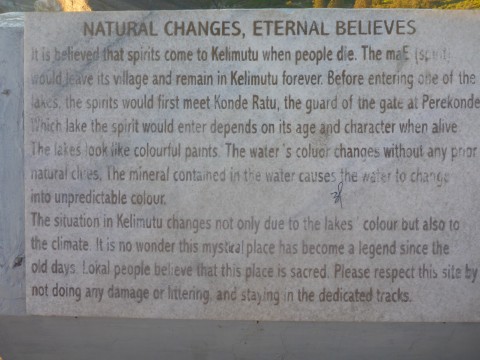 NATURAL CHANGES, ETERNAL BELIEVES
It is believed that spirits come to Kelimutu when people die. The maE (spirit)
would leave its village and remain in Kelimutu forever. Before entering one of the
lakes, the spirits would first meet Konde Ratu, the guard of the gate at Perekonde
Which lake the spirit would enter depends on its age and character when alive.
The lakes look like colourful paints. The water's colour changes without any prior
natural clues. The mineral contained in the water causes the water to change
into unpredictable colour.
The situation in Kelimutu changes not only due to the lakes' colour but also to
the climate. It is no wonder this mystical place has become a legend since the
old days. Lokal people believe that this place is sacred. Please respect this site by
not doing any damage or littering, and staying in the dedicated tracks.